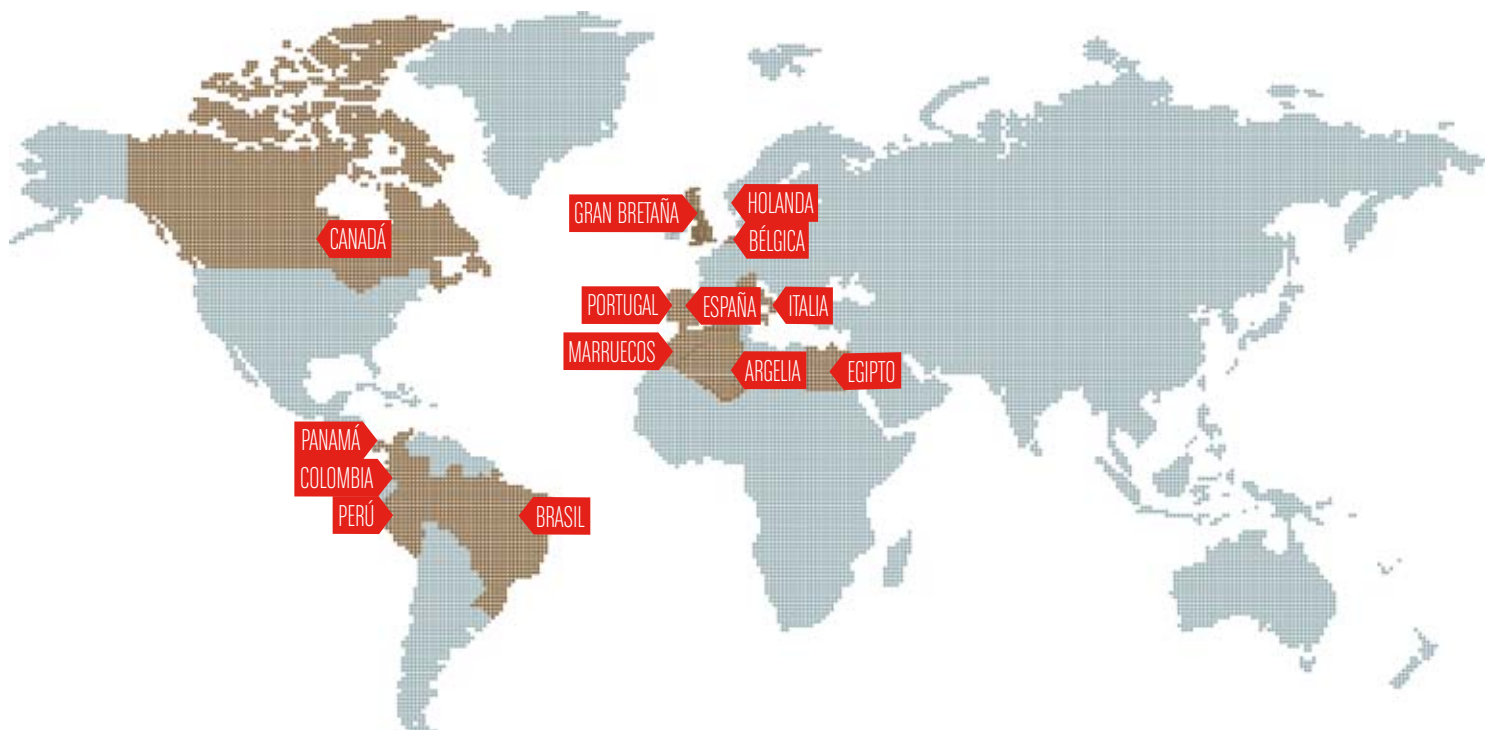 GRAN BRETAÑA
HOLANDA
CANADÁ
BÉLGICA
PORTUGAL
ESPAÑA
ITALIA
MARRUECOS
ARGELIA
EGIPTO
PANAMÁ
COLOMBIA
PERÚ
BRASIL